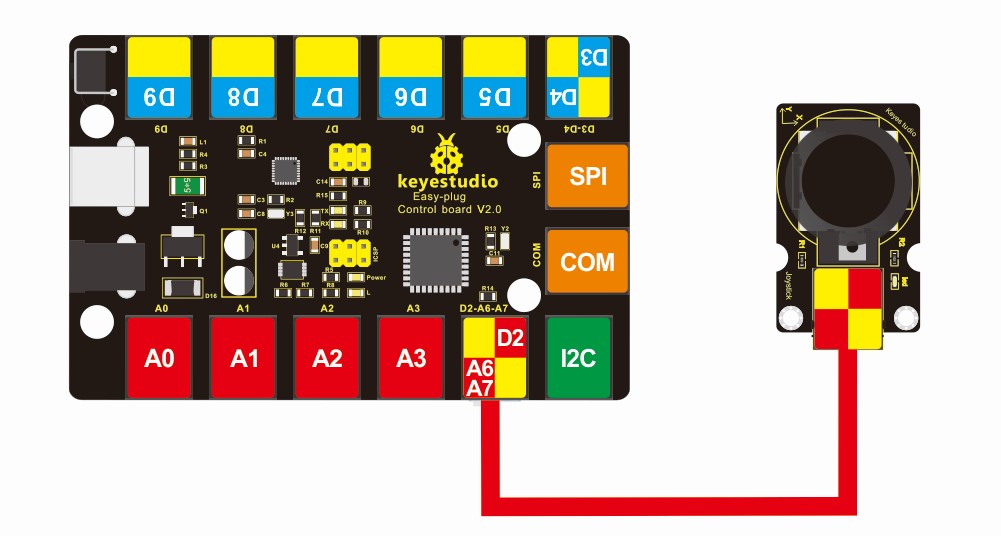 D9 D8 D7 D6 D5 D4 D3
D9 D8 D7 D6 D5 D3-D4
L1
R4
R3
R1
C4
5+9
Q1
C3 R2
C8 Y3
R12 R11
C14
R15
TX
RX
R9
R10
U4
C9
ICSP
R5
R6 R7 R8
Power
L
D16
keyestudio
Easy-plug
Control board V2.0
R13 Y2
C11
R14
SPI SPI
COM COM
A0 A1 A2 A3 D2-A6-A7
A0 A1 A2 A3 D2
A6
A7
I2C
Y
X
Keyes tudio
R1
R2
Joystick